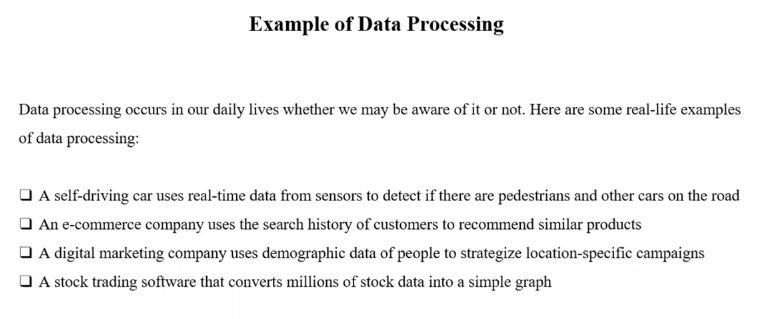 Example of Data Processing
Data processing occurs in our daily lives whether we may be aware of it or not. Here are some real-life examples
of data processing:
❑ A self-driving car uses real-time data from sensors to detect if there are pedestrians and other cars on the road
❑ An e-commerce company uses the search history of customers to recommend similar products
❑ A digital marketing company uses demographic data of people to strategize location-specific campaigns
❑ A stock trading software that converts millions of stock data into a simple graph